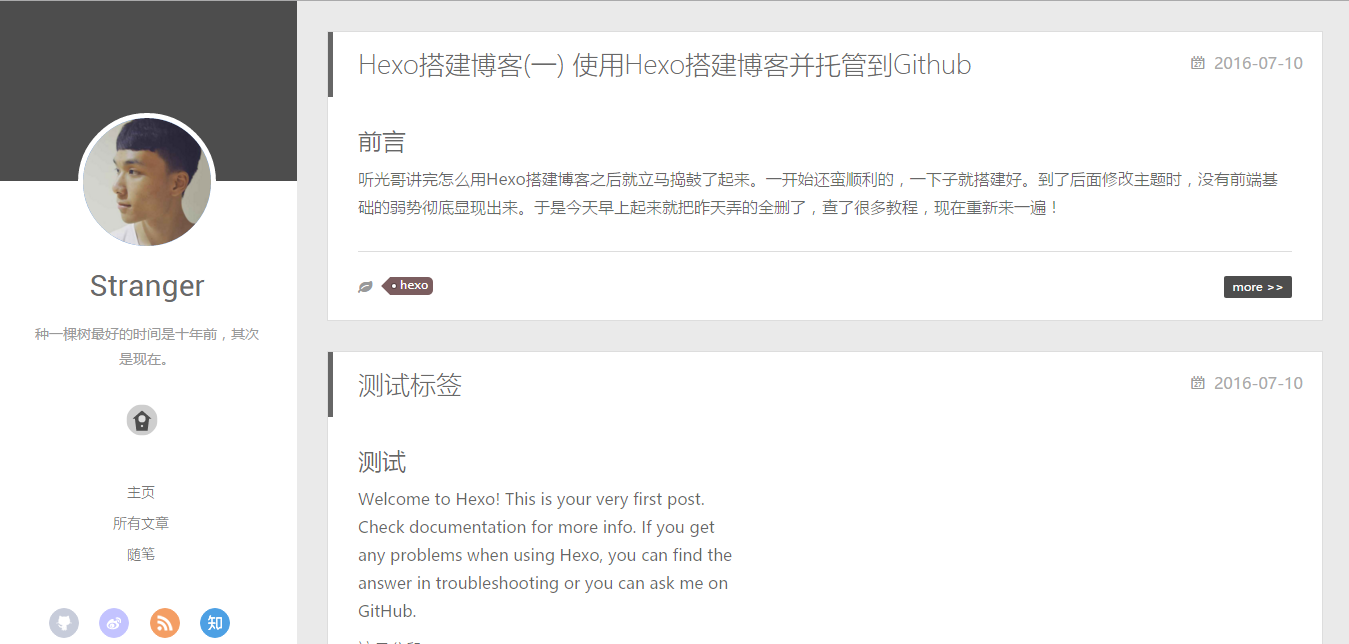 Stranger
种一棵树最好的时间是十年前，其次
是现在。
主页
所有文章
随笔
知
Hexo搭建博客(一) 使用Hexo搭建博客并托管到Github
2016-07-10
前言
听光哥讲完怎么用Hexo搭建博客之后就立马捣鼓了起来。一开始还蛮顺利的，一下子就搭建好。到了后面修改主题时，没有前端基
础的弱势彻底显现出来。于是今天早上起来就把昨天弄的全删了，查了很多教程，现在重新来一遍！
hexo
more >>
测试标签
2016-07-10
测试
Welcome to Hexo! This is your very first post.
Check documentation for more info. If you get
any problems when using Hexo, you can find the
answer in troubleshooting or you can ask me on
GitHub.